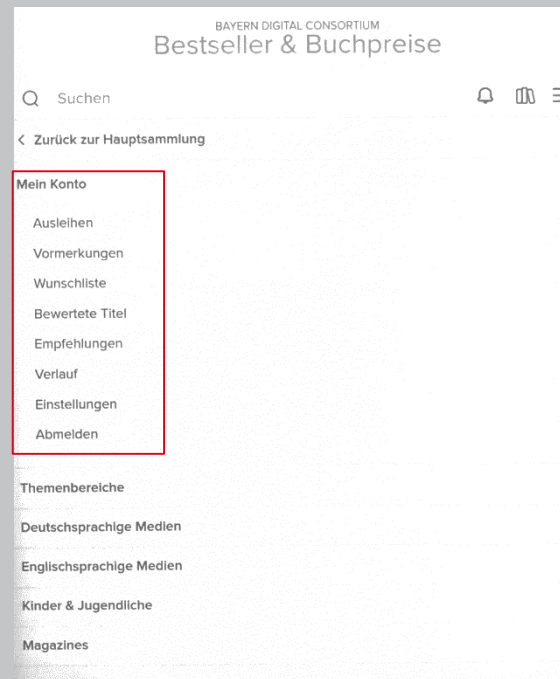 BAYERN DIGITAL CONSORTIUM
Bestseller & Buchpreise
Suchen
Zurück zur Hauptsammlung
Mein Konto
Ausleihen
Vormerkungen
Wunschliste
Bewertete Titel
Empfehlungen
Verlauf
Einstellungen
Abmelden
Themenbereiche
Deutschsprachige Medien
Englischsprachige Medien
Kinder & Jugendliche
Magazines